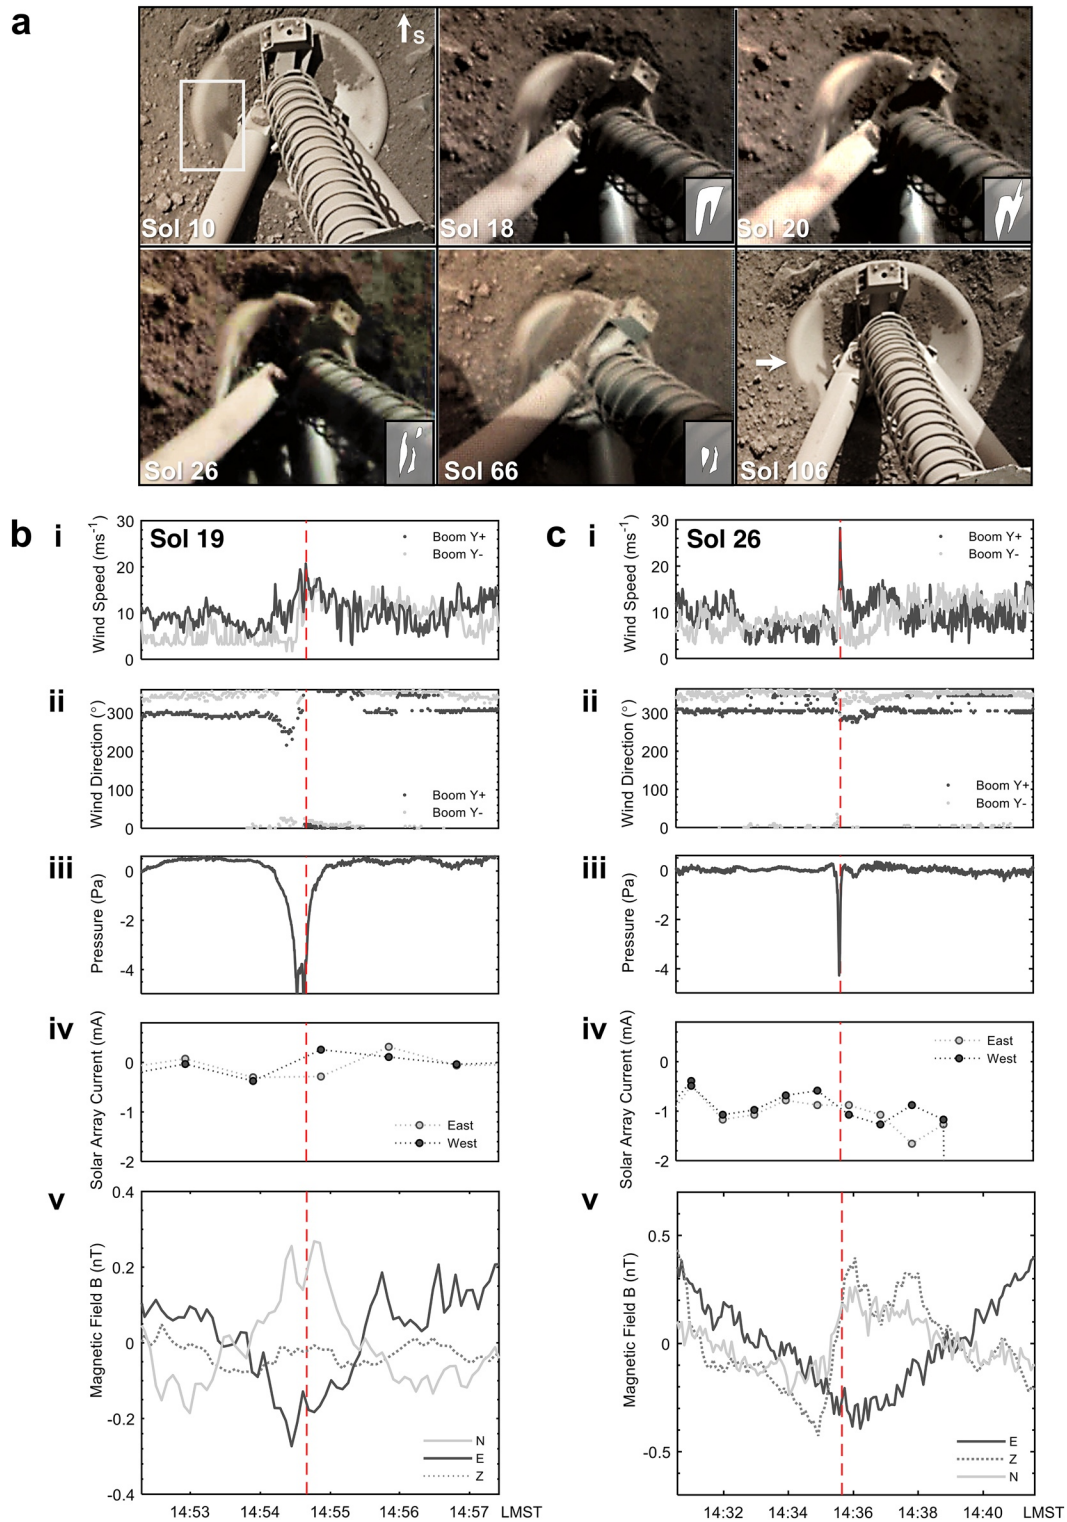 a
S
Sol 10
Sol 18
Sol 20
Sol 26
Sol 66
Sol 106
b
i
Wind Speed (ms⁻¹)
30
20
10
0
Sol 19
Boom Y+
Boom Y-
ii
Wind Direction (°)
300
200
100
0
Boom Y+
Boom Y-
iii
Pressure (Pa)
0
-2
-4
iv
Solar Array Current (mA)
0
-1
-2
East
West
v
Magnetic Field B (nT)
0.4
0.2
0
-0.2
-0.4
N
E
Z
14:53 14:54 14:55 14:56 14:57 LMST
c
i
Wind Speed (ms⁻¹)
30
20
10
0
Sol 26
Boom Y+
Boom Y-
ii
Wind Direction (°)
300
200
100
0
Boom Y+
Boom Y-
iii
Pressure (Pa)
0
-2
-4
iv
Solar Array Current (mA)
0
-1
-2
East
West
v
Magnetic Field B (nT)
0.5
0
-0.5
E
Z
N
14:32 14:34 14:36 14:38 14:40 LMST